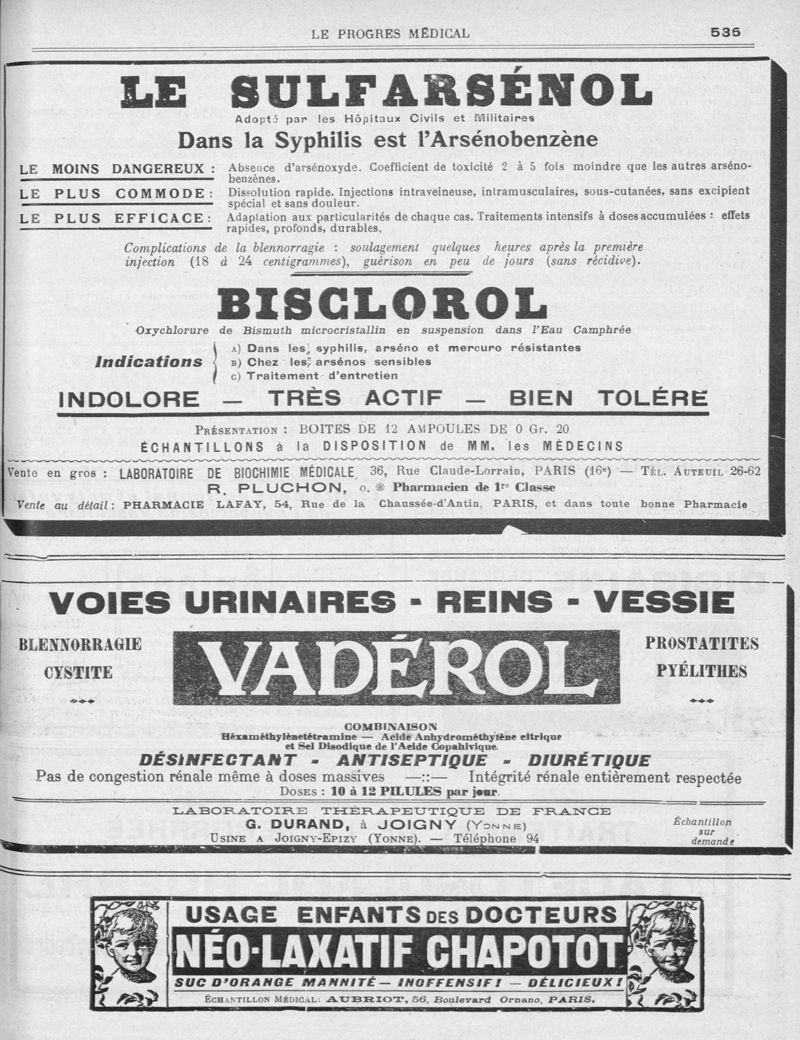 LE PROGRES MÉDICAL 535
LE SULFARSÉNOL
Adopté par les Hôpitaux Civils et Militaires
Dans la Syphilis est l'Arsénobenzène
LE MOINS DANGEREUX : Absence d'arsénoxyde. Coefficient de toxicité 2 à 5 fois moindre que les autres arséno-
benzènes.
LE PLUS COMMODE : Dissolution rapide. Injections intraveineuse, intramusculaires, sous-cutanées, sans excipient
spécial et sans douleur.
LE PLUS EFFICACE : Adaptation aux particularités de chaque cas. Traitements intensifs à doses accumulées : effets
rapides, profonds, durables.
Complications de la blennorragie : soulagement quelques heures après la première
injection (18 à 24 centigrammes), guérison en peu de jours (sans récidive).
BISCLOROL
Oxychlorure de Bismuth microcristallin en suspension dans l'Eau Camphrée
Indications
A) Dans les syphilis, arséno et mercuro résistantes
B) Chez les arsénos sensibles
C) Traitement d'entretien
INDOLORE — TRÈS ACTIF — BIEN TOLÉRÉ
PRÉSENTATION : BOITES DE 12 AMPOULES DE 0 Gr. 20
ÉCHANTILLONS à la DISPOSITION de MM. les MÉDECINS
Vente en gros : LABORATOIRE DE BIOCHIMIE MÉDICALE, 36, Rue Claude-Lorrain, PARIS (16e) — TÉL. AUTEUIL 26-62
R. PLUCHON, O. ❋ Pharmacien de 1re Classe
Vente au détail : PHARMACIE LAFAY, 54, Rue de la Chaussée-d'Antin, PARIS, et dans toute bonne Pharmacie
VOIES URINAIRES - REINS - VESSIE
BLENNORRAGIE
CYSTITE
VADÉROL
PROSTATITES
PYÉLITHES
COMBINAISON
Héxaméthylènetétramine — Acide Anhydrométhylène citrique
et Sel Disodique de l'Acide Copahivique.
DÉSINFECTANT - ANTISEPTIQUE - DIURÉTIQUE
Pas de congestion rénale même à doses massives —::— Intégrité rénale entièrement respectée
DOSES : 10 à 12 PILULES par jour.
LABORATOIRE THÉRAPEUTIQUE DE FRANCE
G. DURAND, à JOIGNY (YONNE)
USINE A JOIGNY-EPIZY (YONNE). — Téléphone 94
Échantillon
sur
demande
USAGE ENFANTS DES DOCTEURS
NÉO-LAXATIF CHAPOTOT
SUC D'ORANGE MANNITÉ — INOFFENSIF! — DÉLICIEUX!
ÉCHANTILLON MÉDICAL: AUBRIOT, 56, Boulevard Ornano, PARIS.